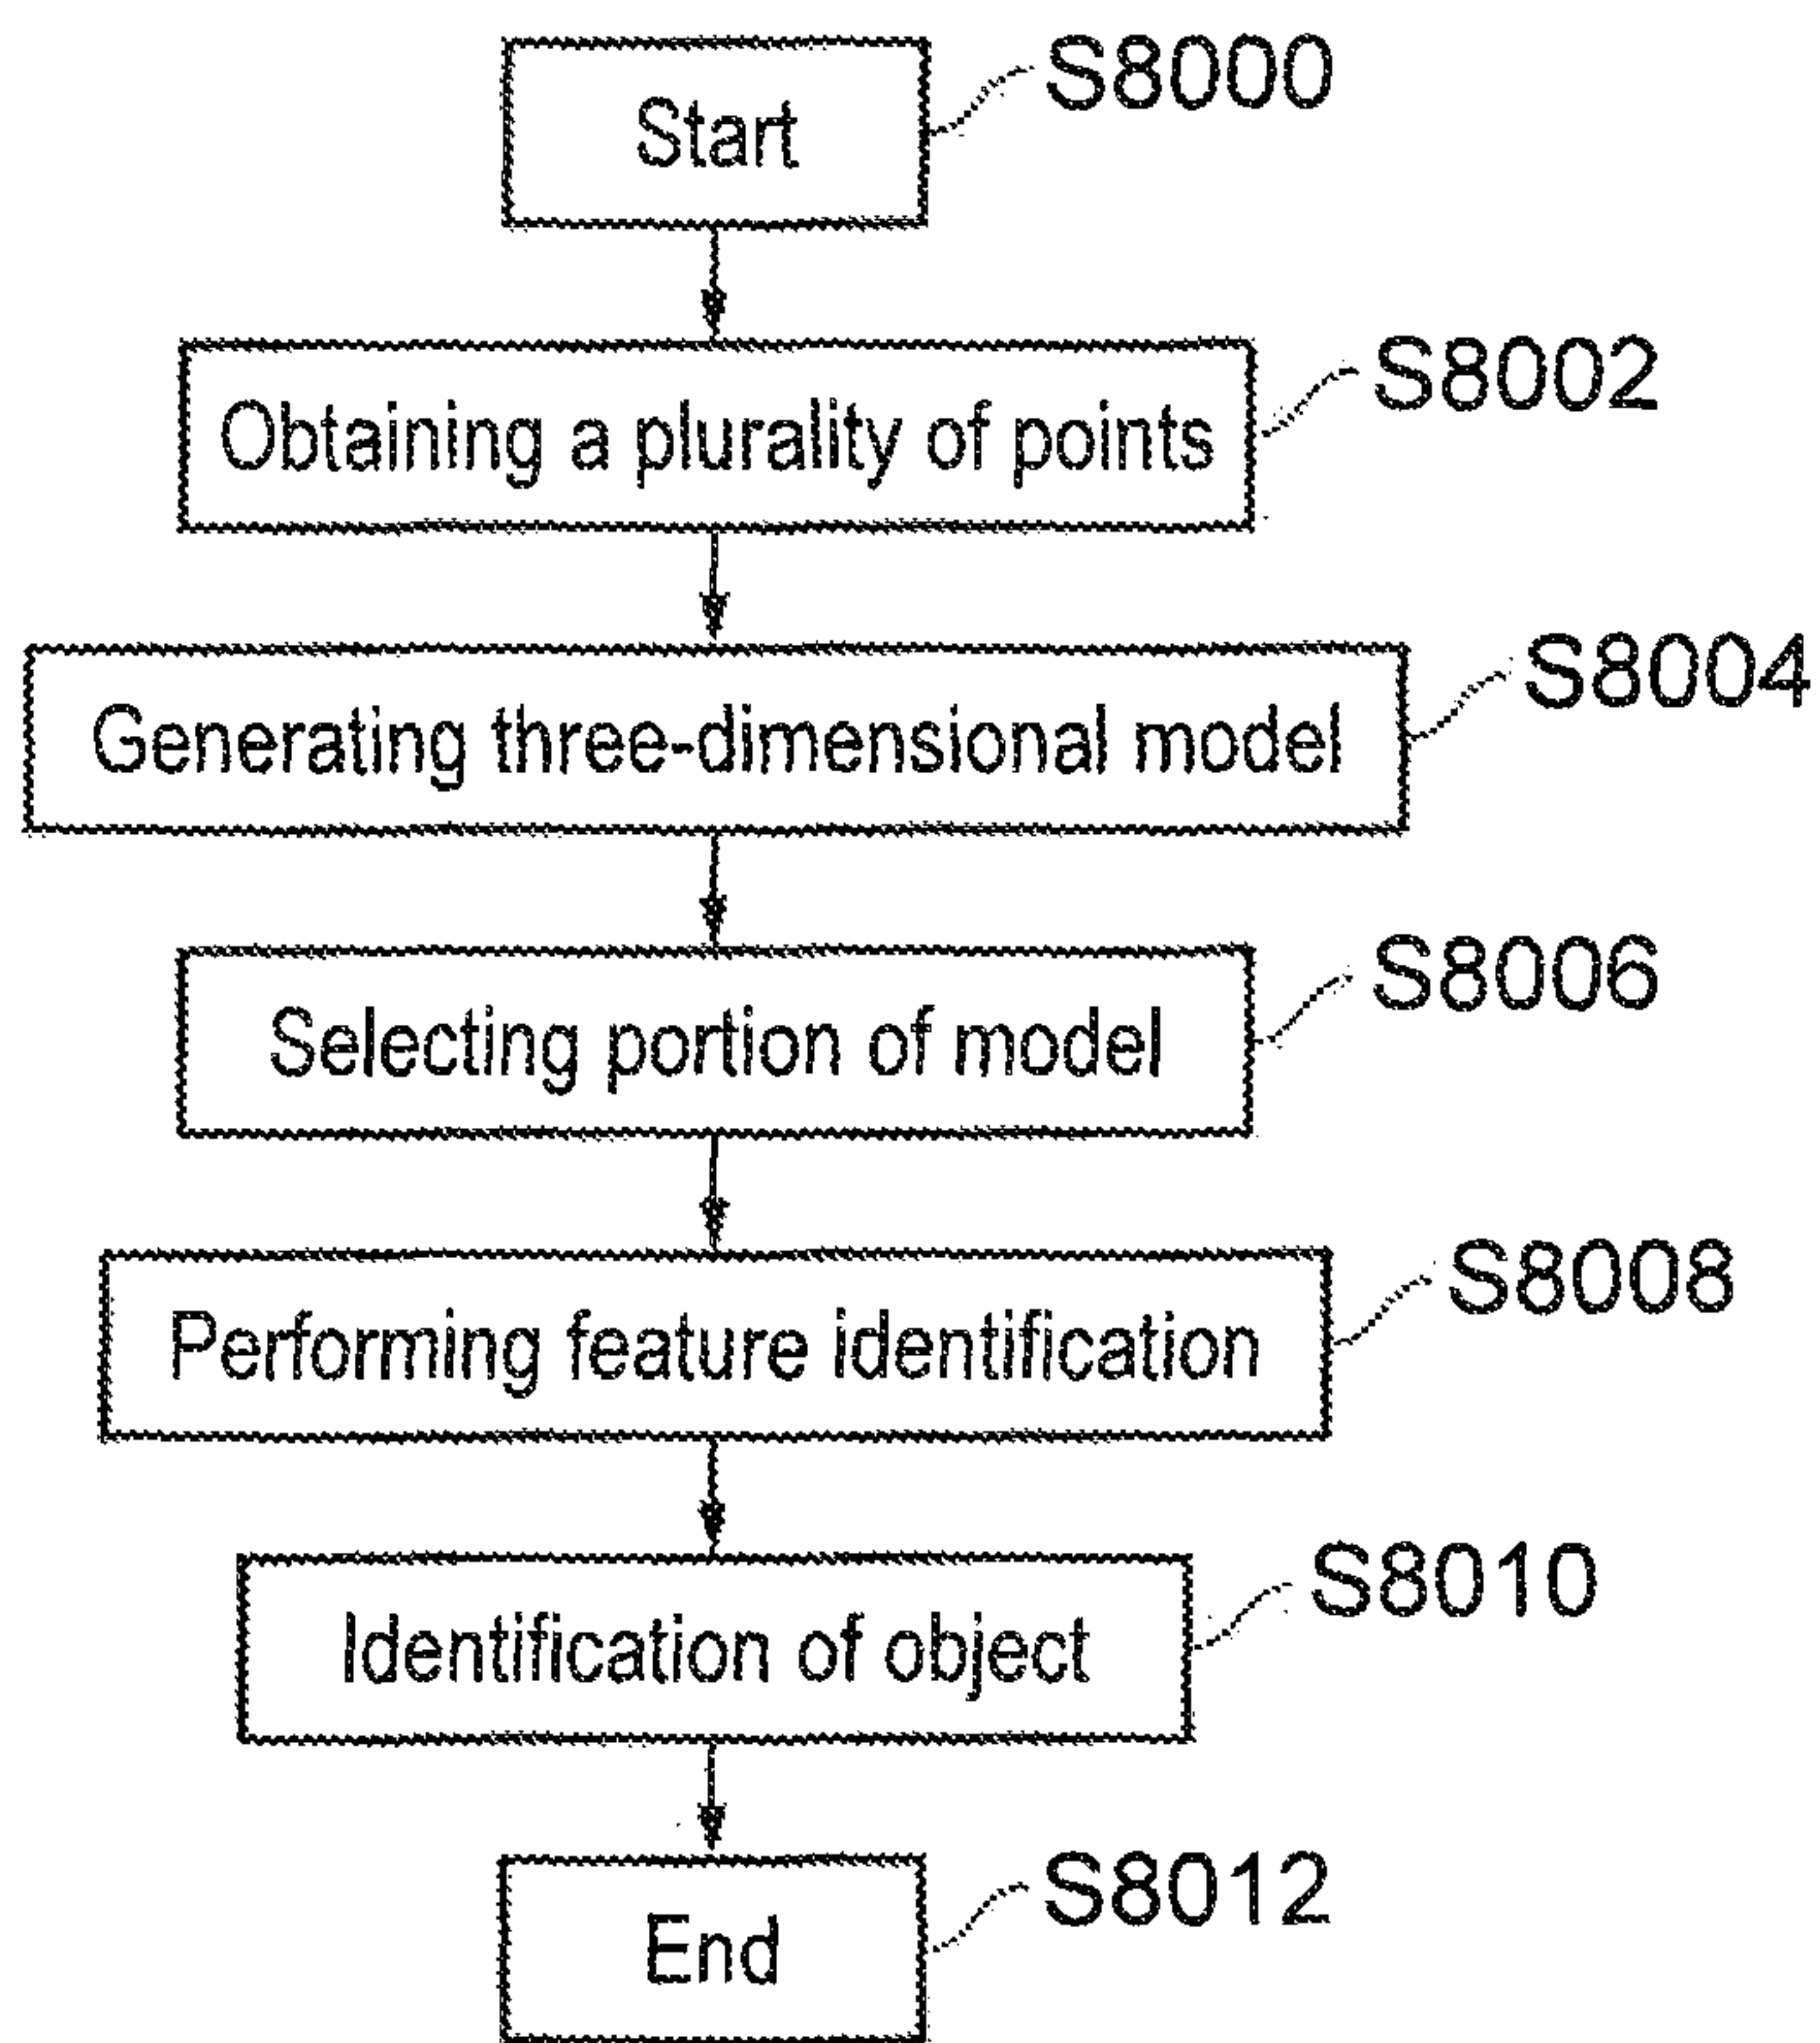 Start
S8000
Obtaining a plurality of points
S8002
Generating three-dimensional model
S8004
Selecting portion of model
S8006
Performing feature identification
S8008
Identification of object
S8010
End
S8012